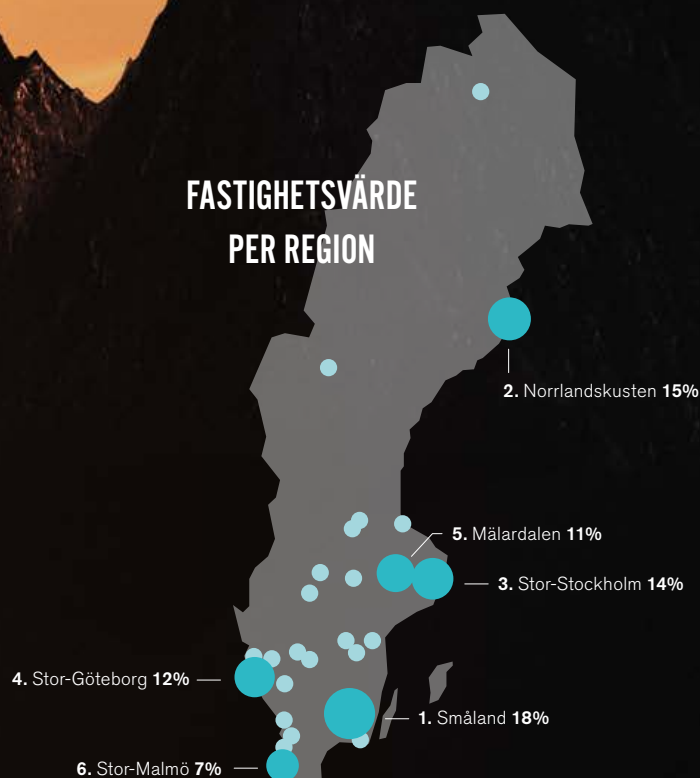 FASTIGHETSVÄRDE
PER REGION
2. Norrlandskusten 15%
5. Mälardalen 11%
3. Stor-Stockholm 14%
4. Stor-Göteborg 12%
1. Småland 18%
6. Stor-Malmö 7%